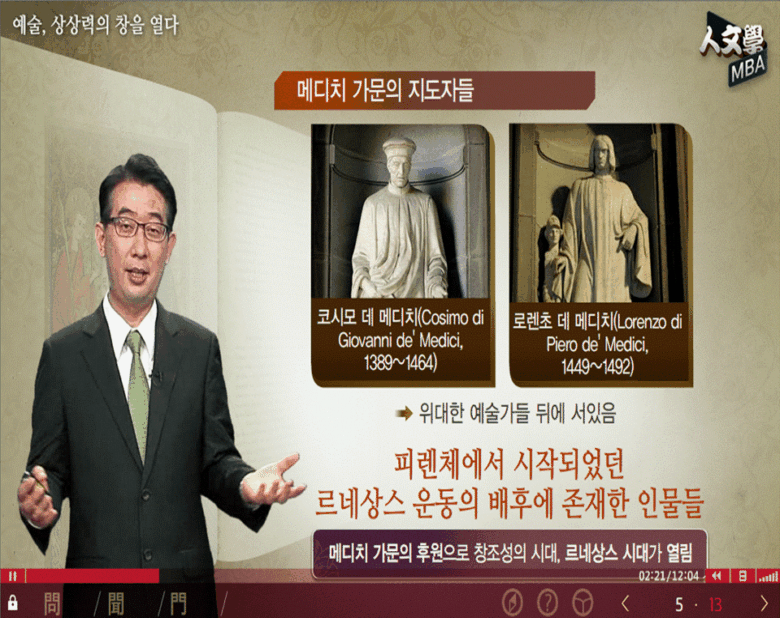 예술, 상상력의 창을 열다
人文學
MBA
메디치 가문의 지도자들
코시모 데 메디치(Cosimo di
Giovanni de' Medici,
1389~1464)
로렌초 데 메디치(Lorenzo di
Piero de' Medici,
1449~1492)
➡ 위대한 예술가들 뒤에 서있음
피렌체에서 시작되었던
르네상스 운동의 배후에 존재한 인물들
메디치 가문의 후원으로 창조성의 시대, 르네상스 시대가 열림
02:21/12:04
問 / 聞 / 門 /
5 · 13